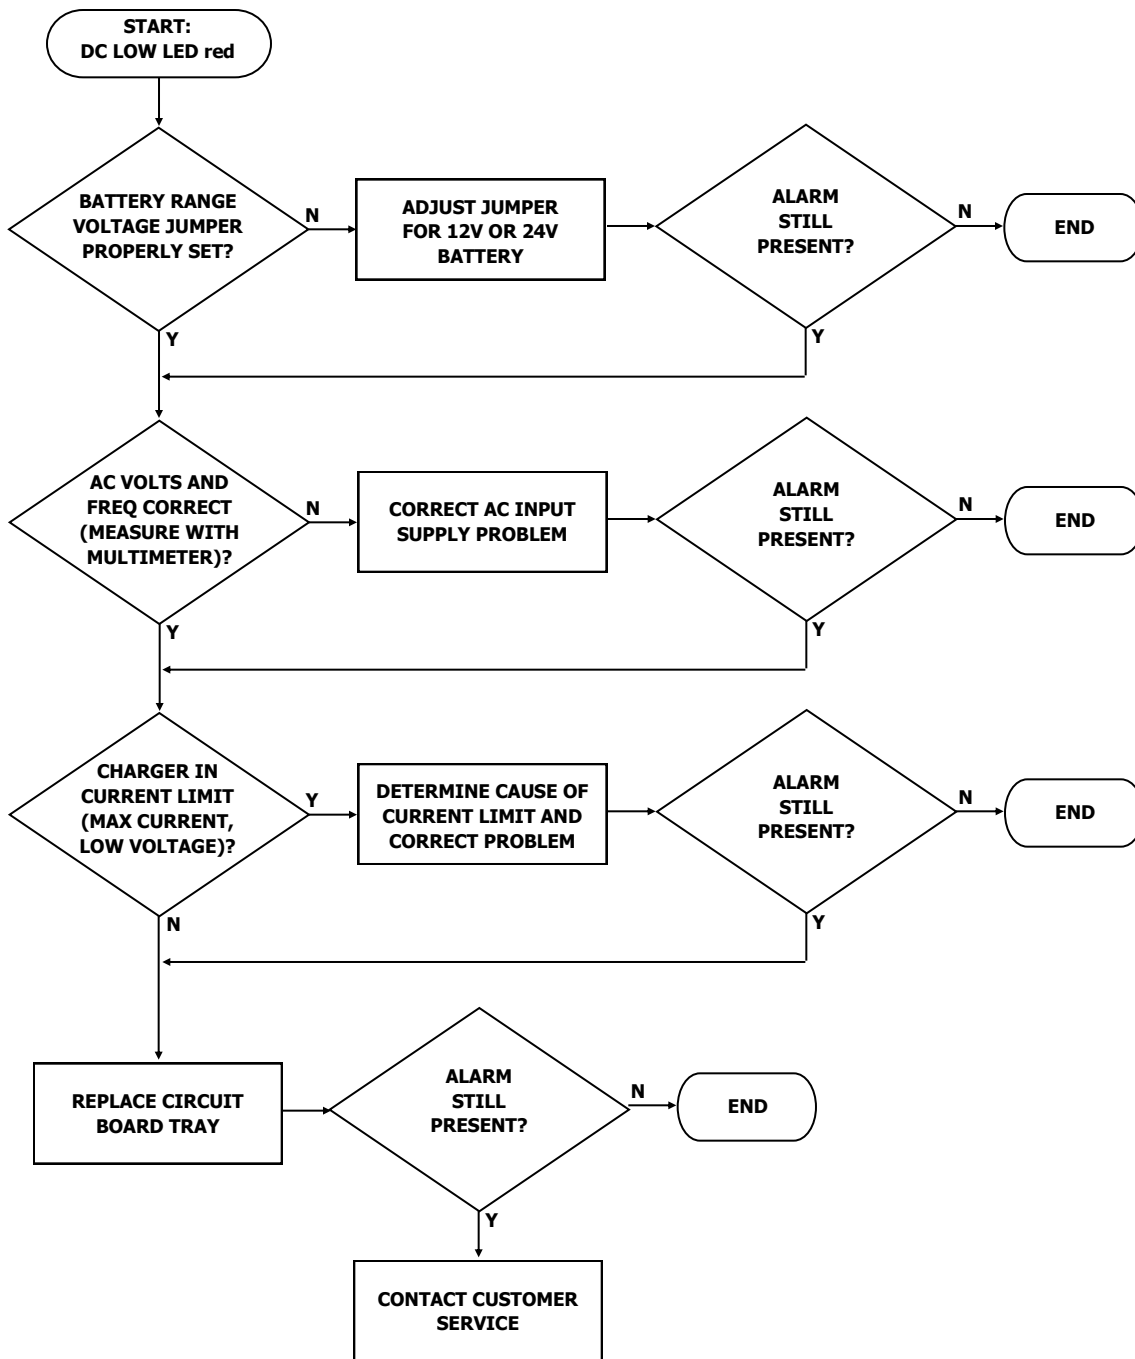 START:
DC LOW LED red
BATTERY RANGE
VOLTAGE JUMPER
PROPERLY SET?
N
ADJUST JUMPER
FOR 12V OR 24V
BATTERY
ALARM
STILL
PRESENT?
N
END
Y
Y
AC VOLTS AND
FREQ CORRECT
(MEASURE WITH
MULTIMETER)?
N
CORRECT AC INPUT
SUPPLY PROBLEM
ALARM
STILL
PRESENT?
N
END
Y
Y
CHARGER IN
CURRENT LIMIT
(MAX CURRENT,
LOW VOLTAGE)?
Y
DETERMINE CAUSE OF
CURRENT LIMIT AND
CORRECT PROBLEM
ALARM
STILL
PRESENT?
N
END
N
Y
REPLACE CIRCUIT
BOARD TRAY
ALARM
STILL
PRESENT?
N
END
Y
CONTACT CUSTOMER
SERVICE